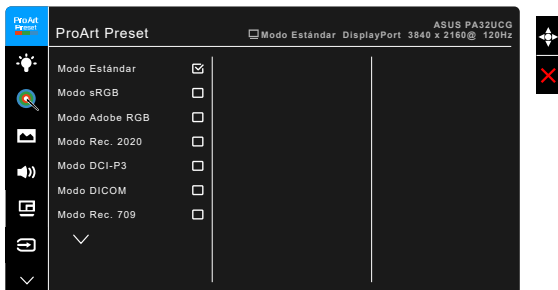 ProArt
Preset
ProArt Preset
ASUS PA32UCG
Modo Estándar DisplayPort 3840 x 2160@ 120Hz
Modo Estándar
Modo sRGB
Modo Adobe RGB
Modo Rec. 2020
Modo DCI-P3
Modo DICOM
Modo Rec. 709